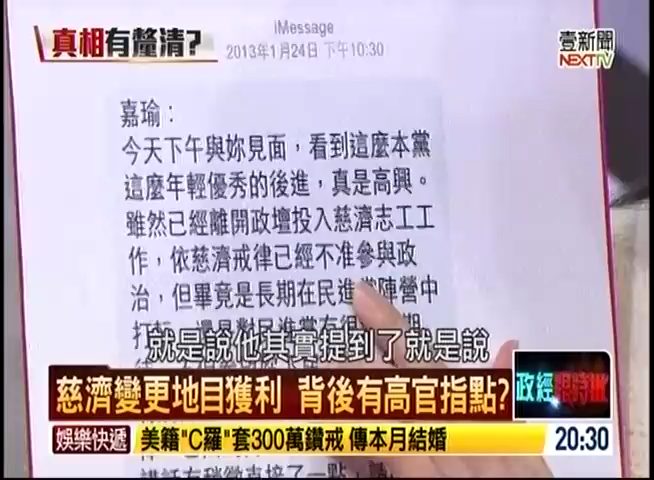 真相有釐清?
iMessage
2013年1月24日 下午10:30
壹新聞
NEXTTV
嘉瑜：
今天下午與妳見面，看到這麼本黨
這麼年輕優秀的後進，真是高興。
雖然已經離開政壇投入慈濟志工工
作，依慈濟戒律已經不准參與政
治，但畢竟是長期在民進黨陣營中
就是說他其實提到了就是說
慈濟變更地目獲利 背後有高官指點?
政經
娛樂快遞
美籍"C羅"套300萬鑽戒 傳本月結婚
20:30